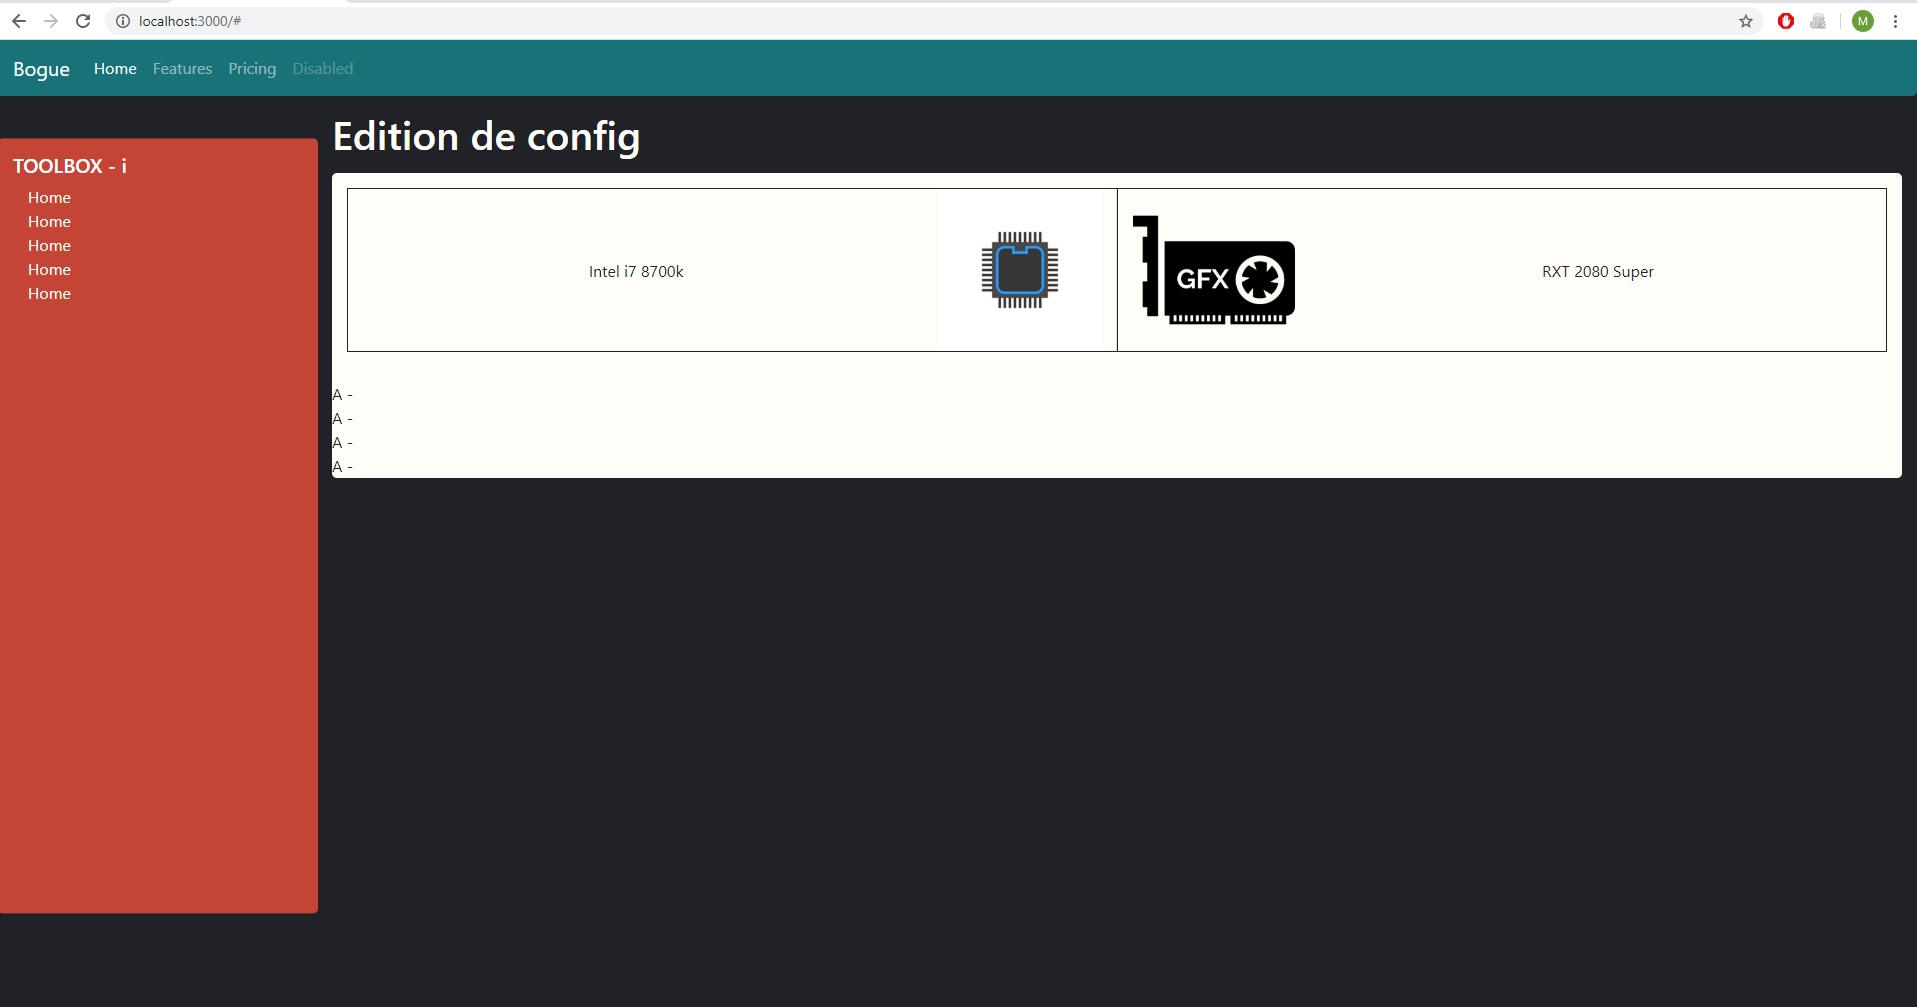 localhost:3000/#
M
Bogue Home Features Pricing Disabled
Edition de config
TOOLBOX - i
Home
Home
Home
Home
Home
Intel i7 8700k
GFX
RXT 2080 Super
A -
A -
A -
A -